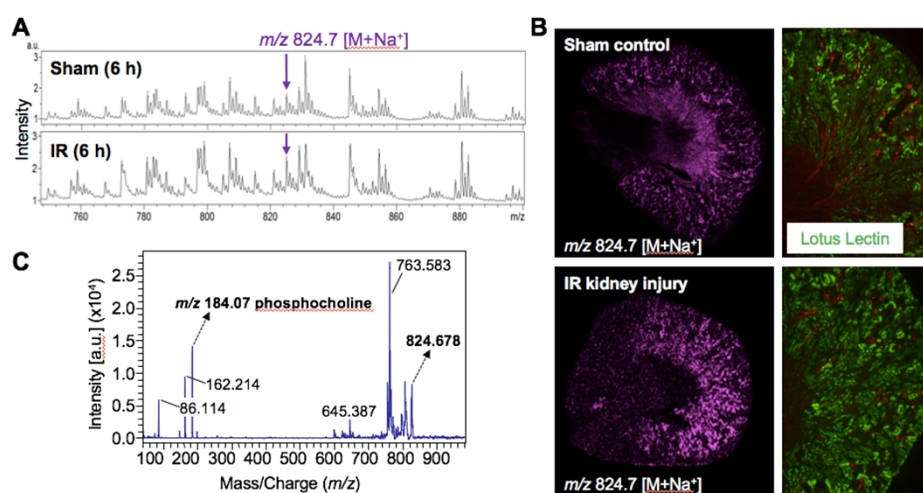 A
m/z 824.7 [M+Na⁺]
a.u.
Sham (6 h)
3
2
1
IR (6 h)
3
2
1
Intensity
760 780 800 820 840 860 880 m/z
B
Sham control
m/z 824.7 [M+Na⁺]
Lotus Lectin
IR kidney injury
m/z 824.7 [M+Na⁺]
C
Intensity [a.u.] (x10⁴)
2.5
2.0
1.5
1.0
0.5
0.0
763.583
m/z 184.07 phosphocholine
824.678
162.214
86.114
645.387
100 200 300 400 500 600 700 800 900
Mass/Charge (m/z)